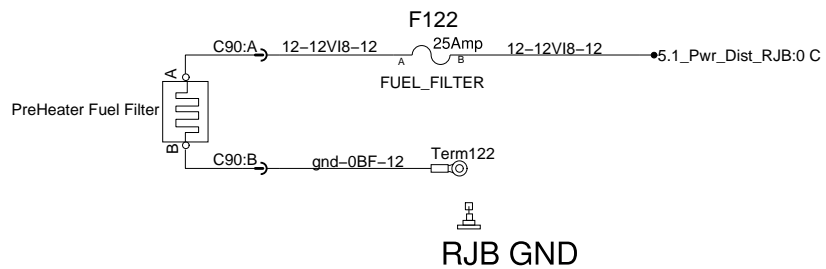 F122
C90:A
12-12VI8-12
25Amp
12-12VI8-12
5.1_Pwr_Dist_RJB:0 C
A
A
B
FUEL_FILTER
PreHeater Fuel Filter
B
C90:B
gnd-0BF-12
Term122
RJB GND